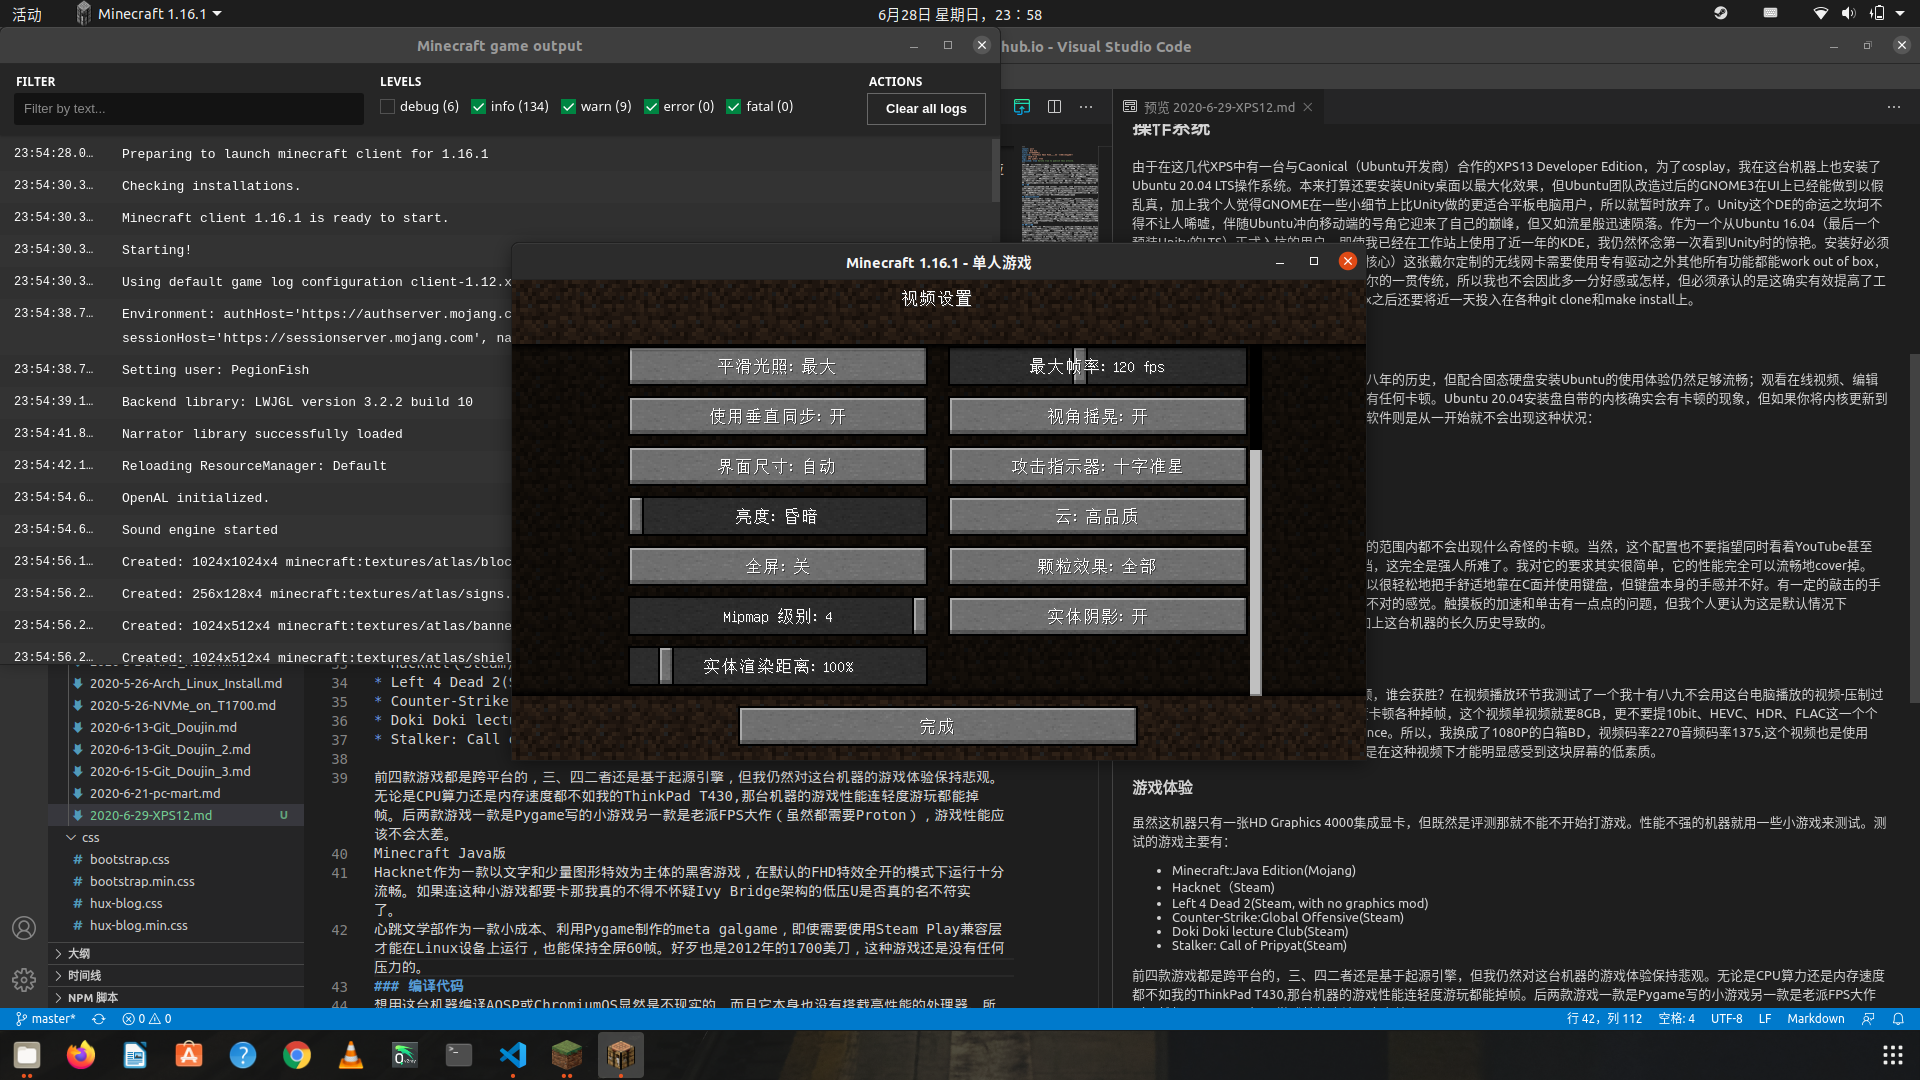 活动
Minecraft 1.16.1
6月28日 星期日，23：58
Minecraft game output
hub.io - Visual Studio Code
FILTER
LEVELS
ACTIONS
Filter by text...
debug (6)
info (134)
warn (9)
error (0)
fatal (0)
Clear all logs
23:54:28.0… Preparing to launch minecraft client for 1.16.1
23:54:30.3… Checking installations.
23:54:30.3… Minecraft client 1.16.1 is ready to start.
23:54:30.3… Starting!
23:54:30.3… Using default game log configuration client-1.12.x
23:54:38.7… Environment: authHost='https://authserver.mojang.c
sessionHost='https://sessionserver.mojang.com', na
23:54:38.7… Setting user: PegionFish
23:54:39.1… Backend library: LWJGL version 3.2.2 build 10
23:54:41.8… Narrator library successfully loaded
23:54:42.1… Reloading ResourceManager: Default
23:54:54.6… OpenAL initialized.
23:54:54.6… Sound engine started
23:54:56.1… Created: 1024x1024x4 minecraft:textures/atlas/bloc
23:54:56.2… Created: 256x128x4 minecraft:textures/atlas/signs.
23:54:56.2… Created: 1024x512x4 minecraft:textures/atlas/banne
23:54:56.2… Created: 1024x512x4 minecraft:textures/atlas/shiel
Minecraft 1.16.1 - 单人游戏
视频设置
平滑光照: 最大
最大帧率: 120 fps
使用垂直同步: 开
视角摇晃: 开
界面尺寸: 自动
攻击指示器: 十字准星
亮度: 昏暗
云: 高品质
全屏: 关
颗粒效果: 全部
Mipmap 级别: 4
实体阴影: 开
实体渲染距离: 100%
完成
预览 2020-6-29-XPS12.md
操作系统
由于在这几代XPS中有一台与Caonical（Ubuntu开发商）合作的XPS13 Developer Edition，为了cosplay，我在这台机器上也安装了
Ubuntu 20.04 LTS操作系统。本来打算还要安装Unity桌面以最大化效果，但Ubuntu团队改造过后的GNOME3在UI上已经能做到以假
乱真，加上我个人觉得GNOME在一些小细节上比Unity做的更适合平板电脑用户，所以就暂时放弃了。Unity这个DE的命运之坎坷不
得不让人唏嘘，伴随Ubuntu冲向移动端的号角它迎来了自己的巅峰，但又如流星般迅速陨落。作为一个从Ubuntu 16.04（最后一个
预装Unity的LTS）正式入坑的用户，即使我已经在工作站上使用了近一年的KDE，我仍然怀念第一次看到Unity时的惊艳。安装好必须
核心）这张戴尔定制的无线网卡需要使用专有驱动之外其他所有功能都能work out of box，
尔的一贯传统，所以我也不会因此多一分好感或怎样，但必须承认的是这确实有效提高了工
x之后还要将近一天投入在各种git clone和make install上。
八年的历史，但配合固态硬盘安装Ubuntu的使用体验仍然足够流畅；观看在线视频、编辑
有任何卡顿。Ubuntu 20.04安装盘自带的内核确实会有卡顿的现象，但如果你将内核更新到
软件则是从一开始就不会出现这种状况：
的范围内都不会出现什么奇怪的卡顿。当然，这个配置也不要指望同时看着YouTube甚至
当，这完全是强人所难了。我对它的要求其实很简单，它的性能完全可以流畅地cover掉。
以很轻松地把手舒适地靠在C面并使用键盘，但键盘本身的手感并不好。有一定的敲击的手
不对的感觉。触摸板的加速和单击有一点点的问题，但我个人更认为这是默认情况下
加上这台机器的长久历史导致的。
顿，谁会获胜？在视频播放环节我测试了一个我十有八九不会用这台电脑播放的视频-压制过
卡顿各种掉帧，这个视频单视频就要8GB，更不要提10bit、HEVC、HDR、FLAC这一个个
nce。所以，我换成了1080P的白箱BD，视频码率2270音频码率1375,这个视频也是使用
是在这种视频下才能明显感受到这块屏幕的低素质。
游戏体验
虽然这机器只有一张HD Graphics 4000集成显卡，但既然是评测那就不能不开始打游戏。性能不强的机器就用一些小游戏来测试。测
试的游戏主要有：
Minecraft:Java Edition(Mojang)
Hacknet（Steam)
Left 4 Dead 2(Steam, with no graphics mod)
Counter-Strike:Global Offensive(Steam)
Doki Doki lecture Club(Steam)
Stalker: Call of Pripyat(Steam)
前四款游戏都是跨平台的，三、四二者还是基于起源引擎，但我仍然对这台机器的游戏体验保持悲观。无论是CPU算力还是内存速度
都不如我的ThinkPad T430,那台机器的游戏性能连轻度游玩都能掉帧。后两款游戏一款是Pygame写的小游戏另一款是老派FPS大作
2020-5-26-Arch_Linux_Install.md
2020-5-26-NVMe_on_T1700.md
2020-6-13-Git_Doujin.md
2020-6-13-Git_Doujin_2.md
2020-6-15-Git_Doujin_3.md
2020-6-21-pc-mart.md
2020-6-29-XPS12.md U
css
bootstrap.css
bootstrap.min.css
hux-blog.css
hux-blog.min.css
大纲
时间线
NPM 脚本
33 * Hacknet（Steam)
34 * Left 4 Dead 2(S
35 * Counter-Strike
36 * Doki Doki lectu
37 * Stalker: Call o
38
39 前四款游戏都是跨平台的，三、四二者还是基于起源引擎，但我仍然对这台机器的游戏体验保持悲观。
无论是CPU算力还是内存速度都不如我的ThinkPad T430,那台机器的游戏性能连轻度游玩都能掉
帧。后两款游戏一款是Pygame写的小游戏另一款是老派FPS大作（虽然都需要Proton），游戏性能应
该不会太差。
40 Minecraft Java版
41 Hacknet作为一款以文字和少量图形特效为主体的黑客游戏，在默认的FHD特效全开的模式下运行十分
流畅。如果连这种小游戏都要卡那我真的不得不怀疑Ivy Bridge架构的低压U是否真的名不符实
了。
42 心跳文学部作为一款小成本、利用Pygame制作的meta galgame，即使需要使用Steam Play兼容层
才能在Linux设备上运行，也能保持全屏60帧。好歹也是2012年的1700美刀，这种游戏还是没有任何
压力的。
43 ### 编译代码
44 想用这台机器编译AOSP或ChromiumOS显然是不现实的，而且它本身也没有搭载高性能的处理器，所
master*
0 0
行 42，列 112
空格: 4
UTF-8
LF
Markdown